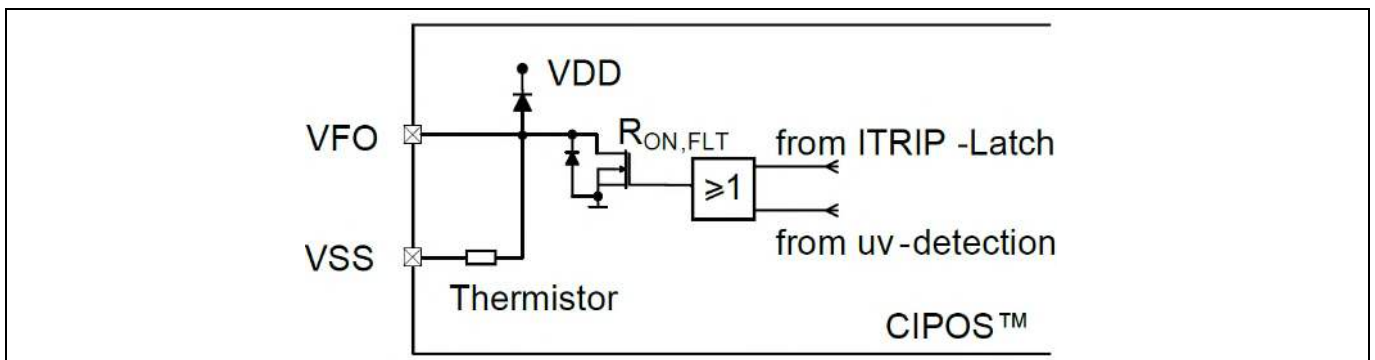 VDD
VFO
RON,FLT
from ITRIP -Latch
≥1
from uv-detection
VSS
Thermistor
CIPOS™